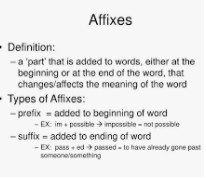 Affixes
• Definition:
– a 'part' that is added to words, either at the
beginning or at the end of the word, that
changes/affects the meaning of the word
• Types of Affixes:
– prefix = added to beginning of word
– EX: im + possible → impossible = not possible
– suffix = added to ending of word
– EX: pass + ed → passed = to have already gone past
someone/something